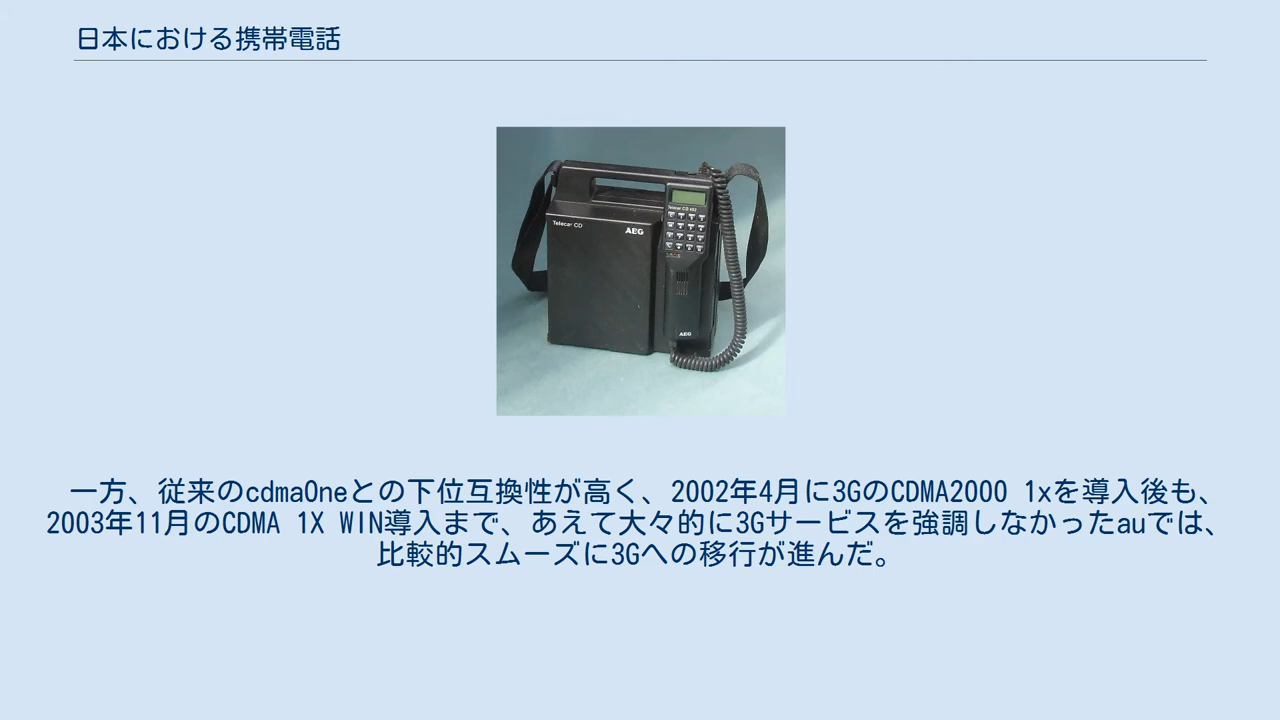 日本における携帯電話
Telecar CD
AEG
Telecar CD 452
AEG
一方、従来のcdmaOneとの下位互換性が高く、2002年4月に3GのCDMA2000 1xを導入後も、
2003年11月のCDMA 1X WIN導入まで、あえて大々的に3Gサービスを強調しなかったauでは、
比較的スムーズに3Gへの移行が進んだ。